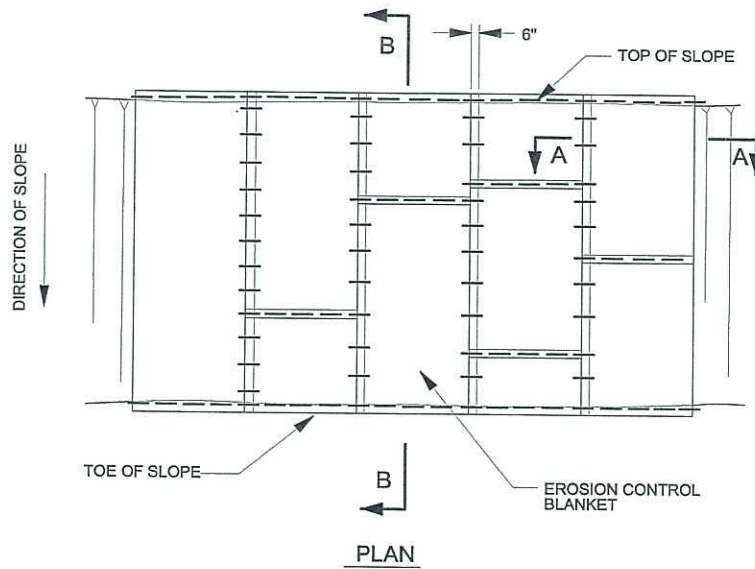 B
6"
TOP OF SLOPE
A
A
DIRECTION OF SLOPE
TOE OF SLOPE
B
EROSION CONTROL
BLANKET
PLAN